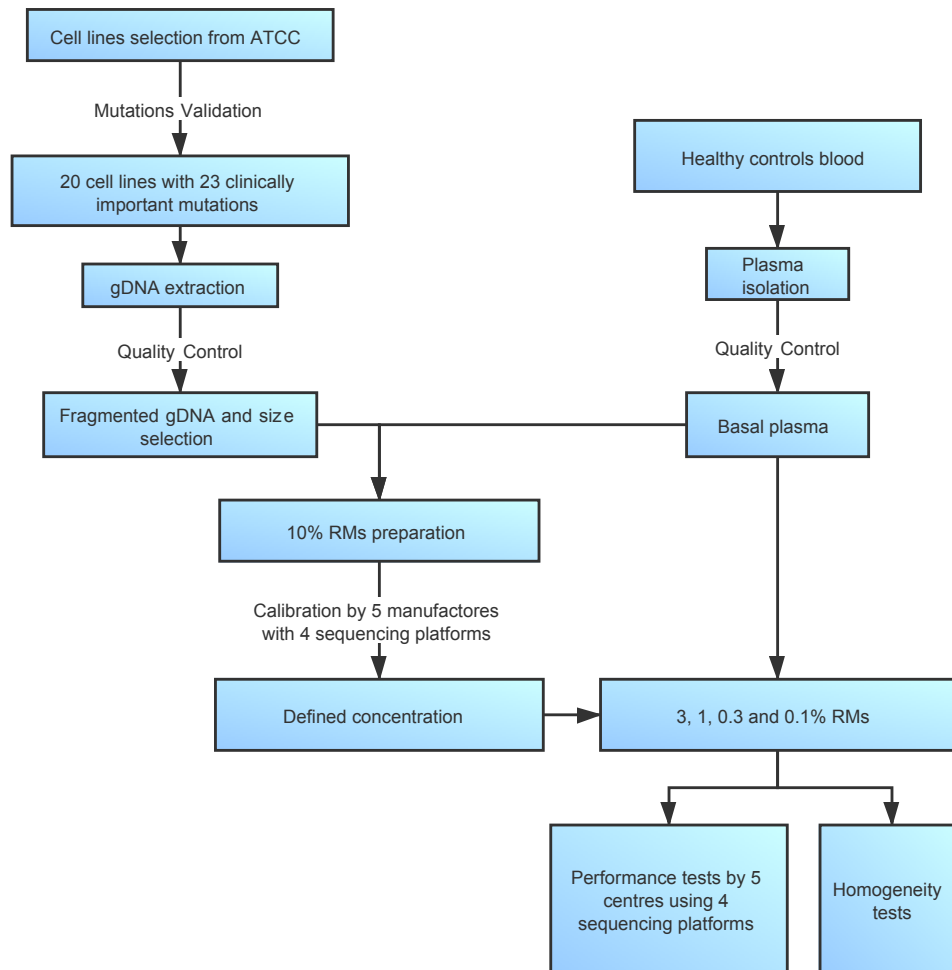 Cell lines selection from ATCC
Mutations Validation
20 cell lines with 23 clinically
important mutations
gDNA extraction
Quality Control
Fragmented gDNA and size
selection
Healthy controls blood
Plasma
isolation
Quality Control
Basal plasma
10% RMs preparation
Calibration by 5 manufactores
with 4 sequencing platforms
Defined concentration
3, 1, 0.3 and 0.1% RMs
Performance tests by 5
centres using 4
sequencing platforms
Homogeneity
tests